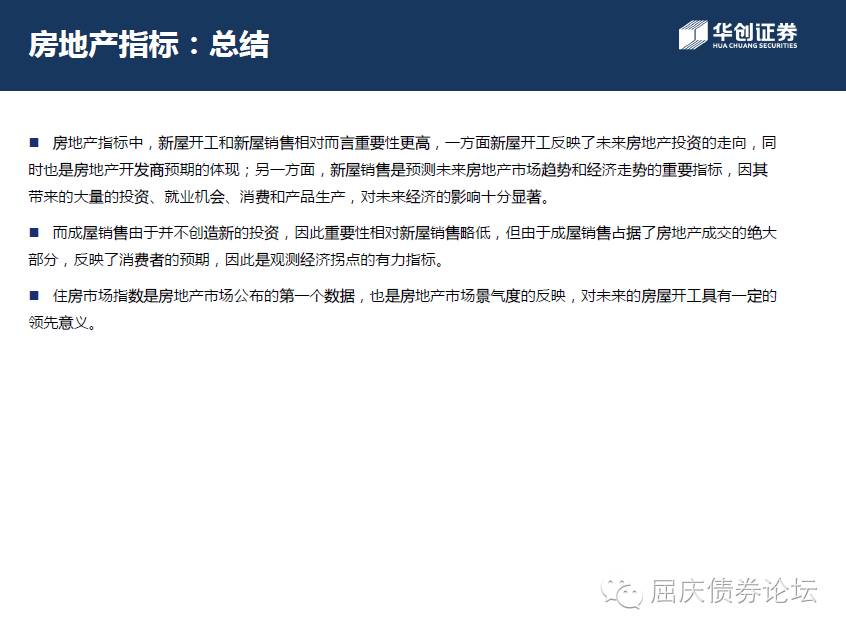 房地产指标：总结
华创证券
HUA CHUANG SECURITIES
■ 房地产指标中，新屋开工和新屋销售相对而言重要性更高，一方面新屋开工反映了未来房地产投资的走向，同
时也是房地产开发商预期的体现；另一方面，新屋销售是预测未来房地产市场趋势和经济走势的重要指标，因其
带来的大量的投资、就业机会、消费和产品生产，对未来经济的影响十分显著。
■ 而成屋销售由于并不创造新的投资，因此重要性相对新屋销售略低，但由于成屋销售占据了房地产成交的绝大
部分，反映了消费者的预期，因此是观测经济拐点的有力指标。
■ 住房市场指数是房地产市场公布的第一个数据，也是房地产市场景气度的反映，对未来的房屋开工具有一定的
领先意义。
屈庆债券论坛